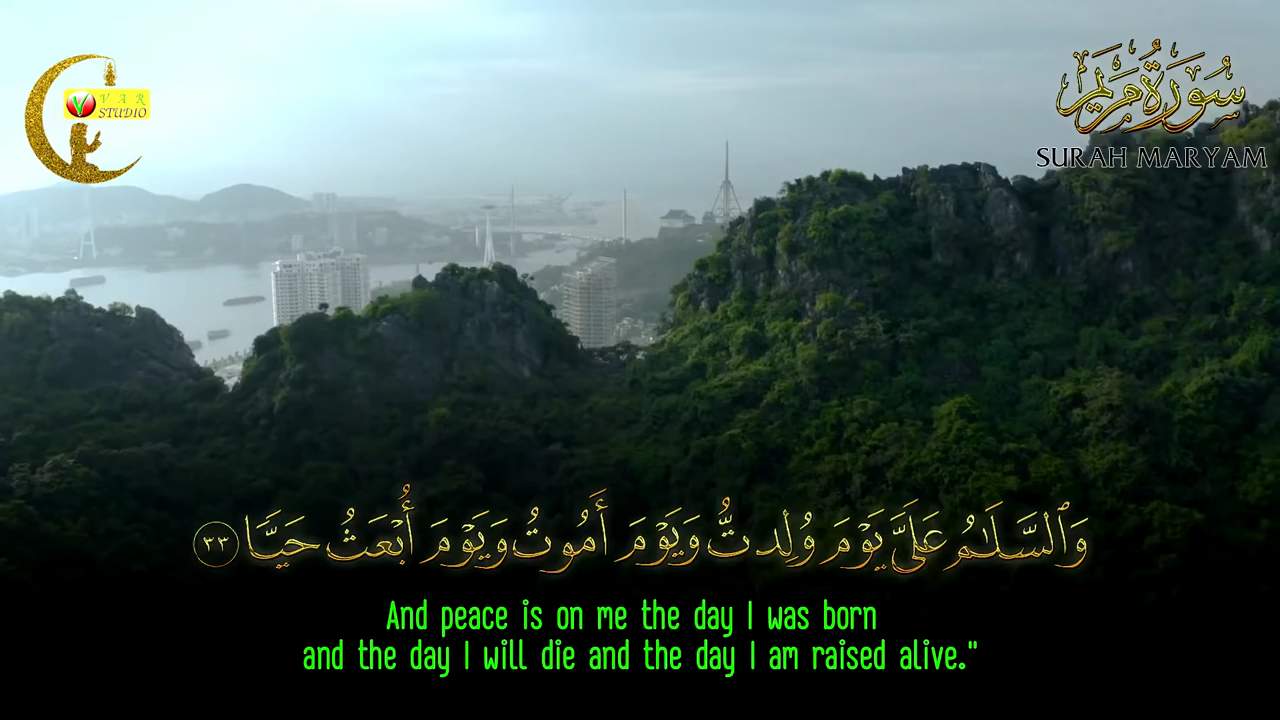 V A R
STUDIO
سُورَةُ مَرْيَم
SURAH MARYAM
وَٱلسَّلَـٰمُ عَلَىَّ يَوْمَ وُلِدتُّ وَيَوْمَ أَمُوتُ وَيَوْمَ أُبْعَثُ حَيًّا ٣٣
And peace is on me the day I was born
and the day I will die and the day I am raised alive."